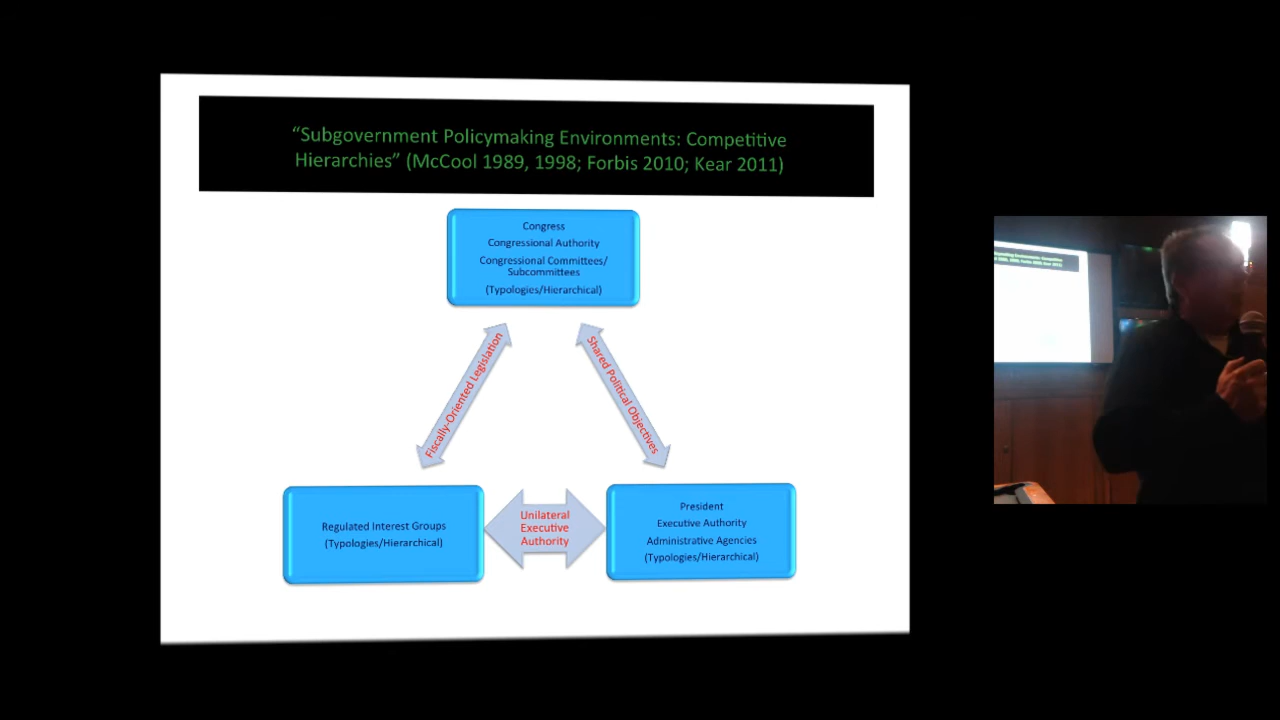 “Subgovernment Policymaking Environments: Competitive
Hierarchies” (McCool 1989, 1998; Forbis 2010; Kear 2011)
Congress
Congressional Authority
Congressional Committees/
Subcommittees
(Typologies/Hierarchical)
Fiscally-Oriented Legislation
Shared Political Objectives
Regulated Interest Groups
(Typologies/Hierarchical)
Unilateral
Executive
Authority
President
Executive Authority
Administrative Agencies
(Typologies/Hierarchical)